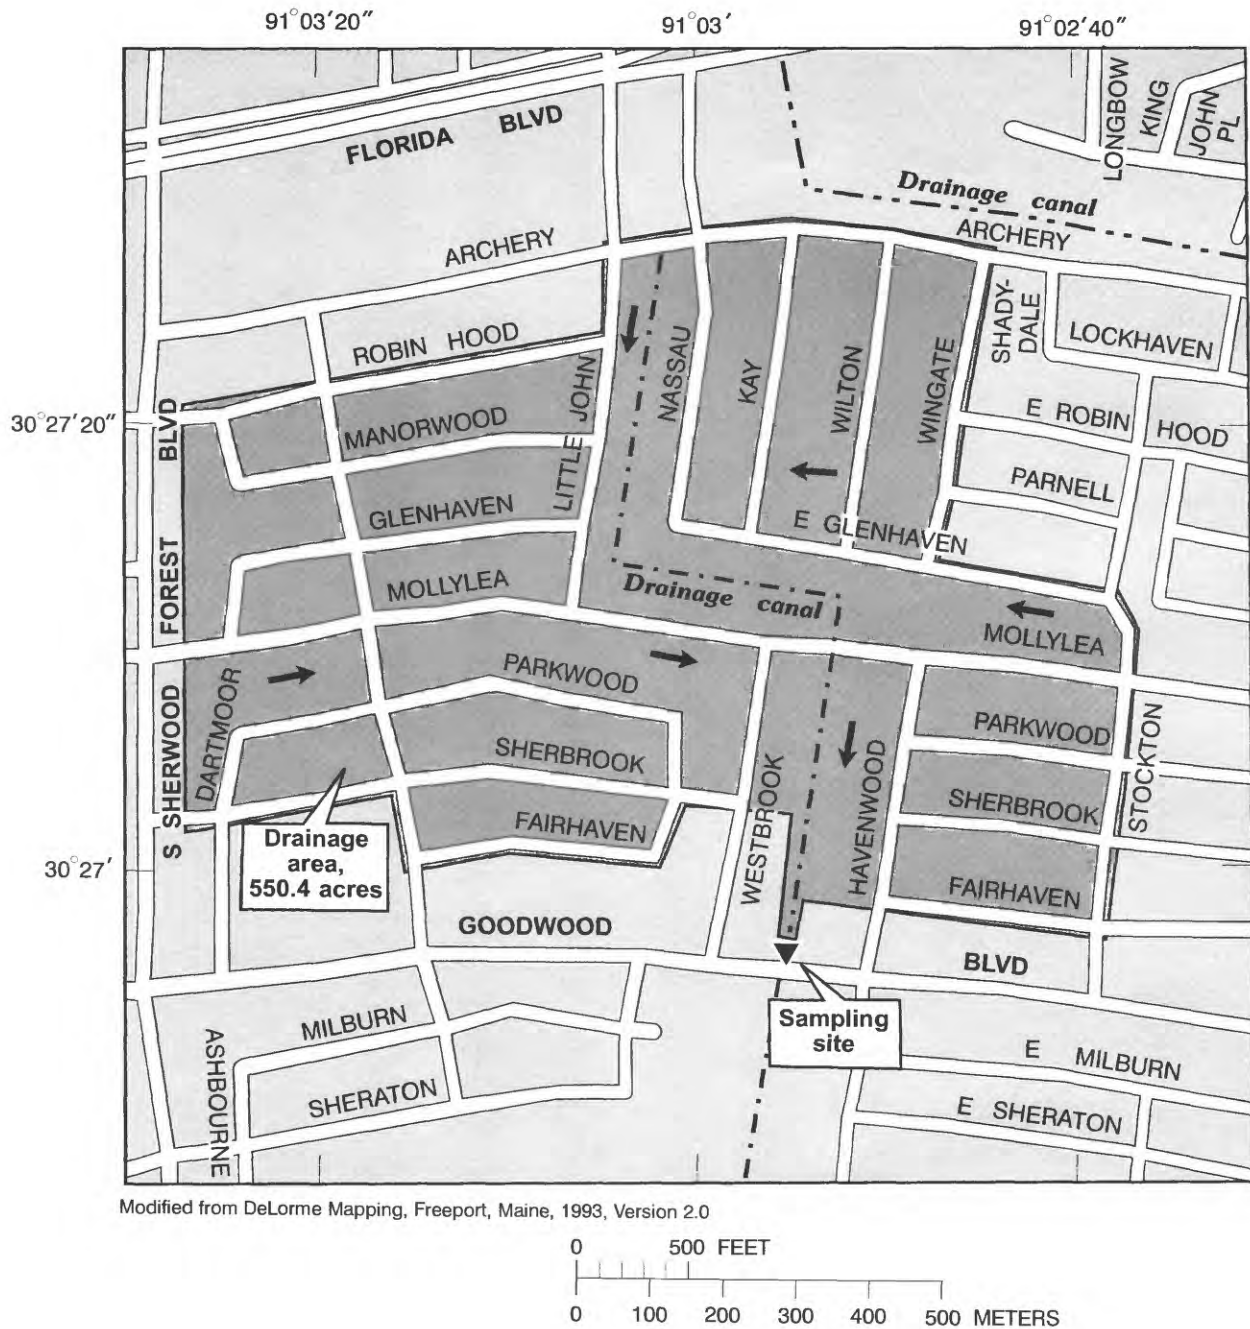 91°03'20"
91°03'
91°02'40"
FLORIDA BLVD
LONGBOW
KING
JOHN
PL
Drainage canal
ARCHERY
ARCHERY
ROBIN HOOD
SHADY-
DALE
LOCKHAVEN
LITTLE JOHN
NASSAU
KAY
WILTON
WINGATE
30°27'20"
MANORWOOD
E ROBIN HOOD
PARNELL
GLENHAVEN
E GLENHAVEN
S SHERWOOD FOREST BLVD
MOLLYLEA
Drainage canal
MOLLYLEA
DARTMOOR
PARKWOOD
PARKWOOD
SHERBROOK
SHERBROOK
STOCKTON
WESTBROOK
HAVENWOOD
FAIRHAVEN
FAIRHAVEN
Drainage
area,
550.4 acres
30°27'
GOODWOOD BLVD
Sampling
site
MILBURN
E MILBURN
ASHBOURNE
SHERATON
E SHERATON
Modified from DeLorme Mapping, Freeport, Maine, 1993, Version 2.0
0 500 FEET
0 100 200 300 400 500 METERS